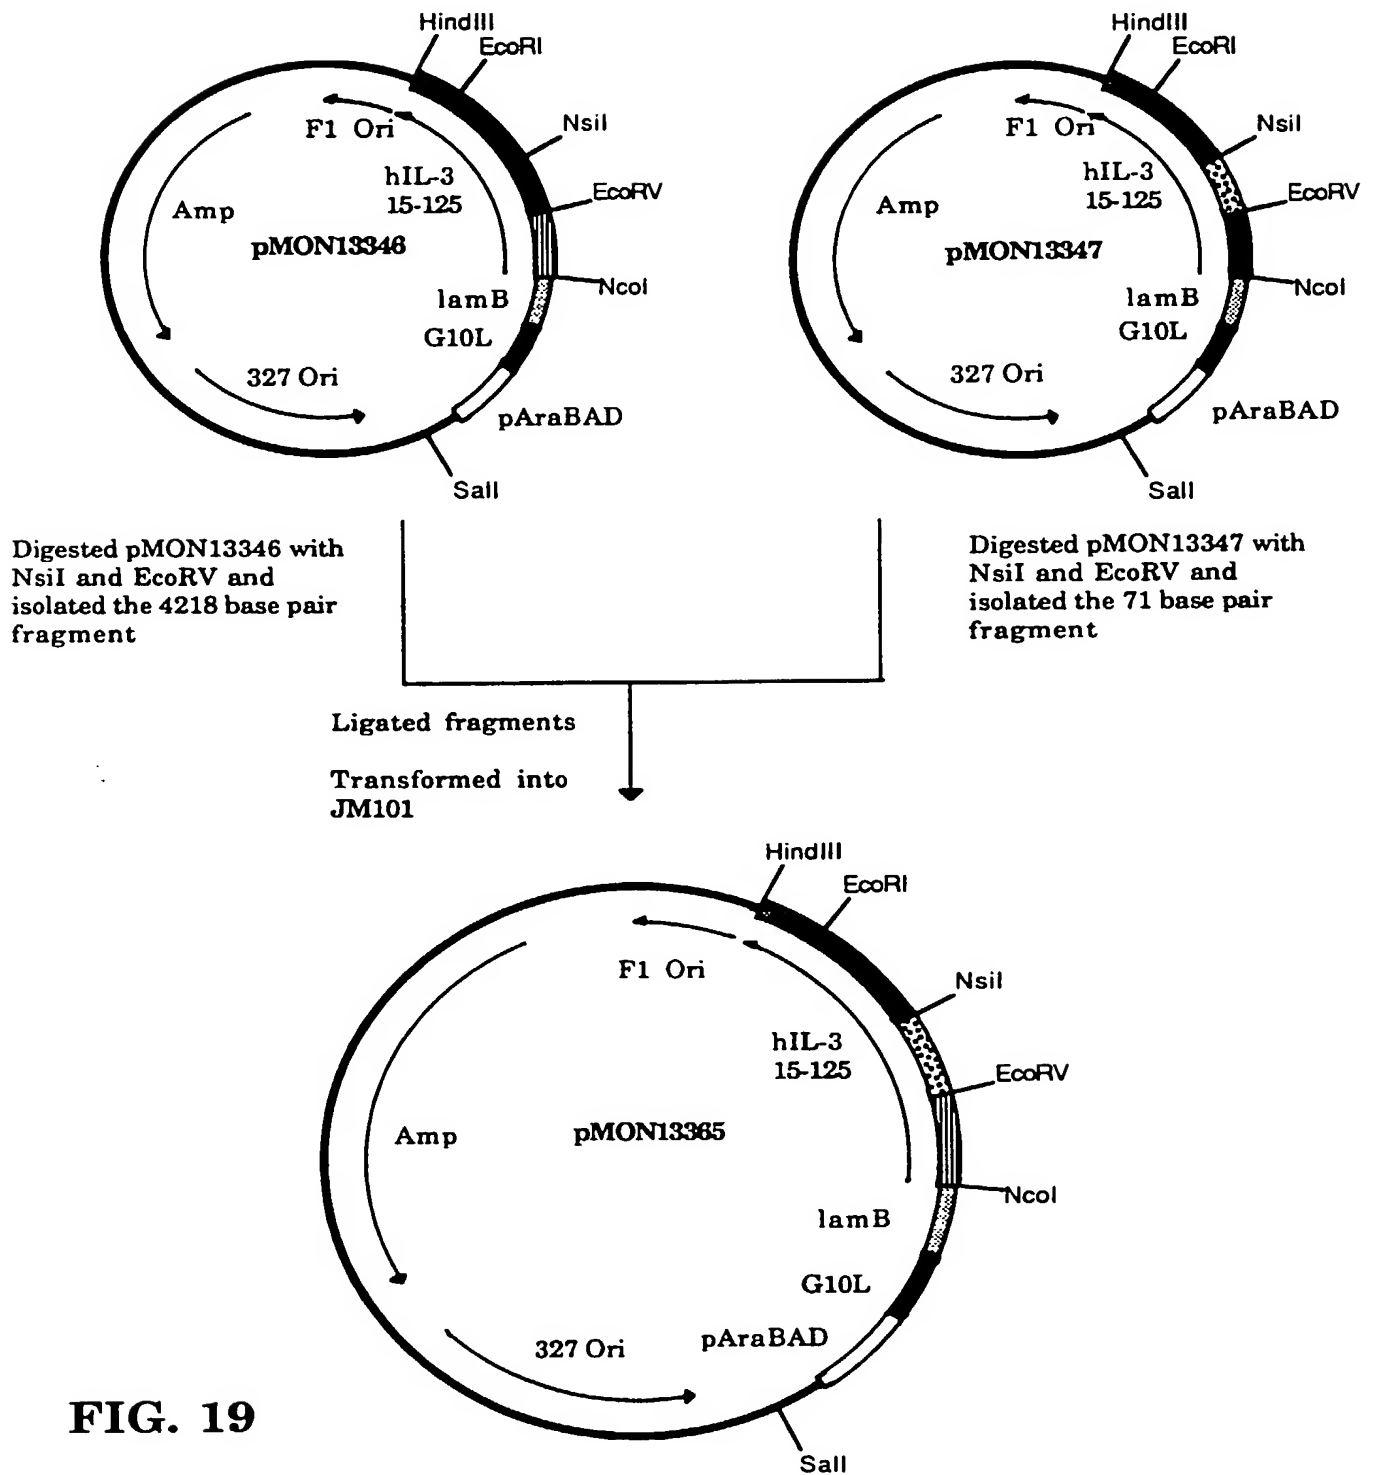 HindIII
EcoRI
NsiI
EcoRV
NcoI
F1 Ori
hIL-3
15-125
Amp
pMON13346
lamB
G10L
327 Ori
pAraBAD
SalI
HindIII
EcoRI
NsiI
EcoRV
NcoI
F1 Ori
hIL-3
15-125
Amp
pMON13347
lamB
G10L
327 Ori
pAraBAD
SalI
Digested pMON13346 with
NsiI and EcoRV and
isolated the 4218 base pair
fragment
Digested pMON13347 with
NsiI and EcoRV and
isolated the 71 base pair
fragment
Ligated fragments
Transformed into
JM101
HindIII
EcoRI
F1 Ori
NsiI
hIL-3
15-125
EcoRV
Amp
pMON13365
NcoI
lamB
G10L
pAraBAD
327 Ori
SalI
FIG. 19